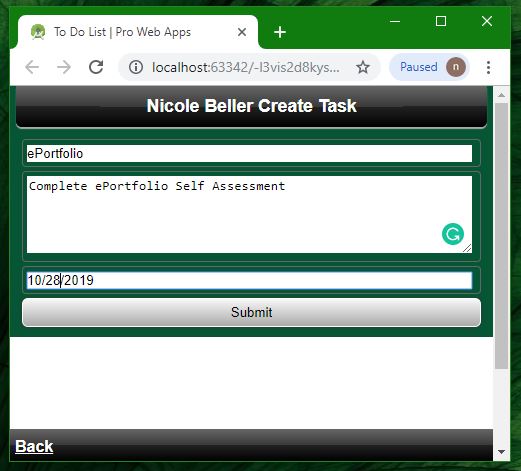 To Do List | Pro Web Apps
localhost:63342/-l3vis2d8kys...
Paused
n
Nicole Beller Create Task
ePortfolio
Complete ePortfolio Self Assessment
10/28/2019
Submit
Back